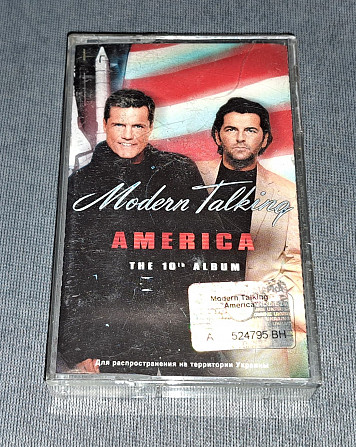 Modern Talking
AMERICA
THE 10th ALBUM
Modern Talking
"America"
A 524795 BH
Для распространения на территории Украины